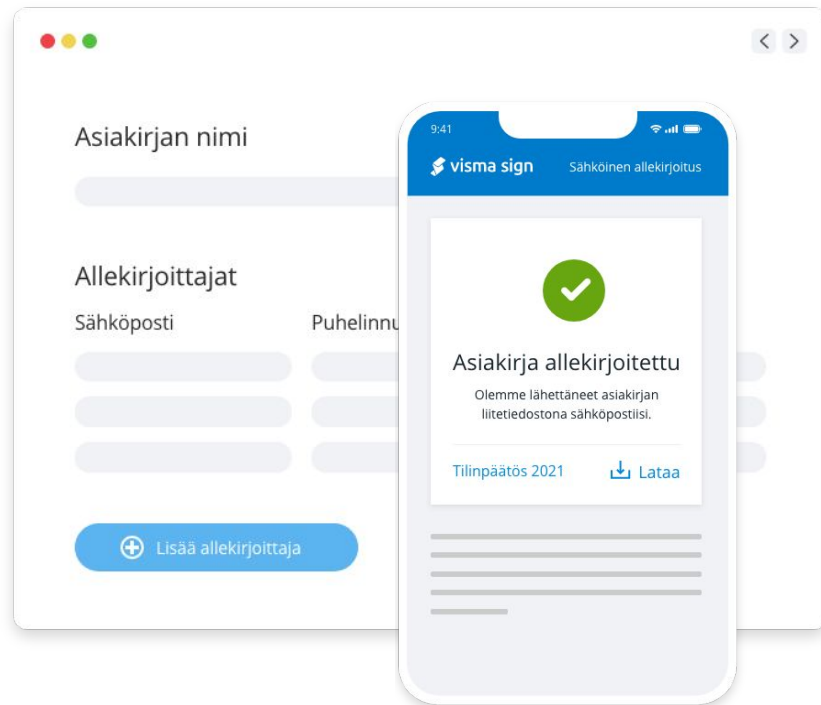 Asiakirjan nimi
Allekirjoittajat
Sähköposti
Lisää allekirjoittaja
9:41
visma sign
Sähköinen allekirjoitus
Asiakirja allekirjoitettu
Olemme lähettäneet asiakirjan
liitetiedostona sähköpostiisi.
Tilinpäätös 2021
Lataa